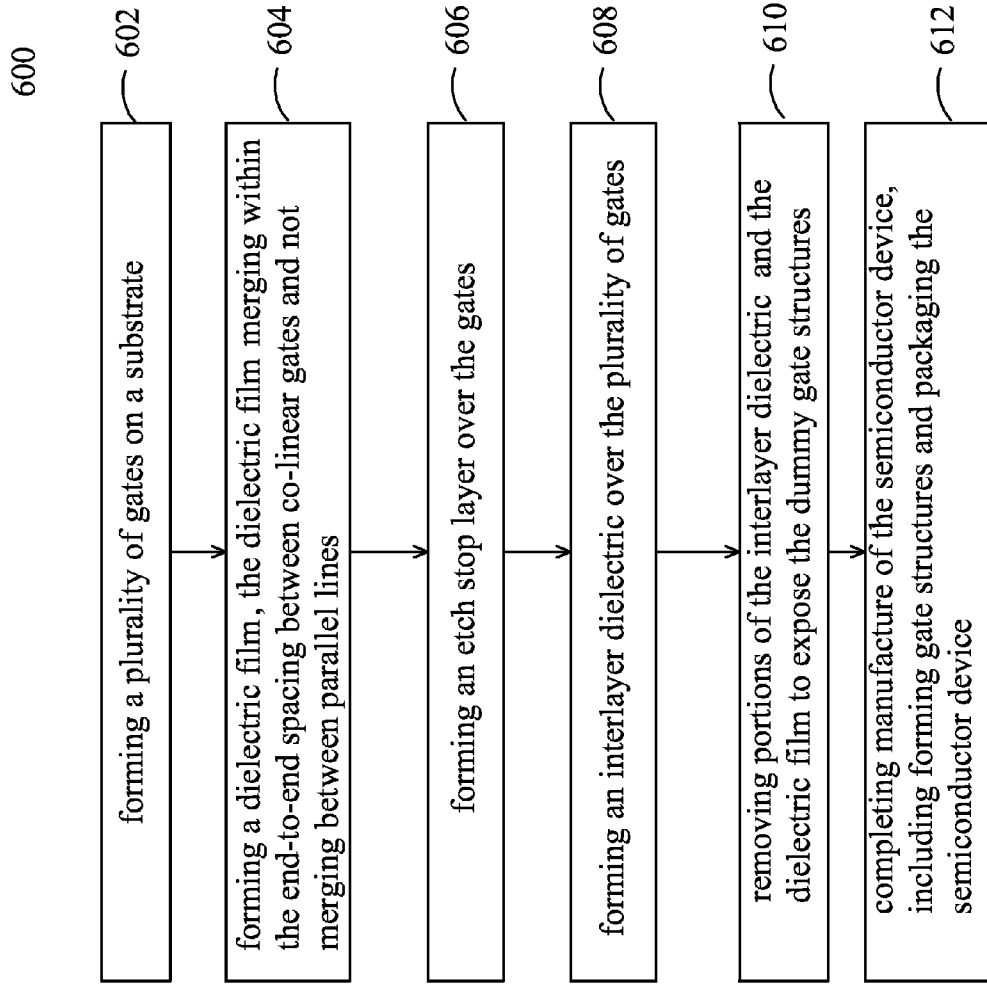 600
forming a plurality of gates on a substrate
602
forming a dielectric film, the dielectric film merging within
the end-to-end spacing between co-linear gates and not
merging between parallel lines
604
forming an etch stop layer over the gates
606
forming an interlayer dielectric over the plurality of gates
608
removing portions of the interlayer dielectric and the
dielectric film to expose the dummy gate structures
610
completing manufacture of the semiconductor device,
including forming gate structures and packaging the
semiconductor device
612